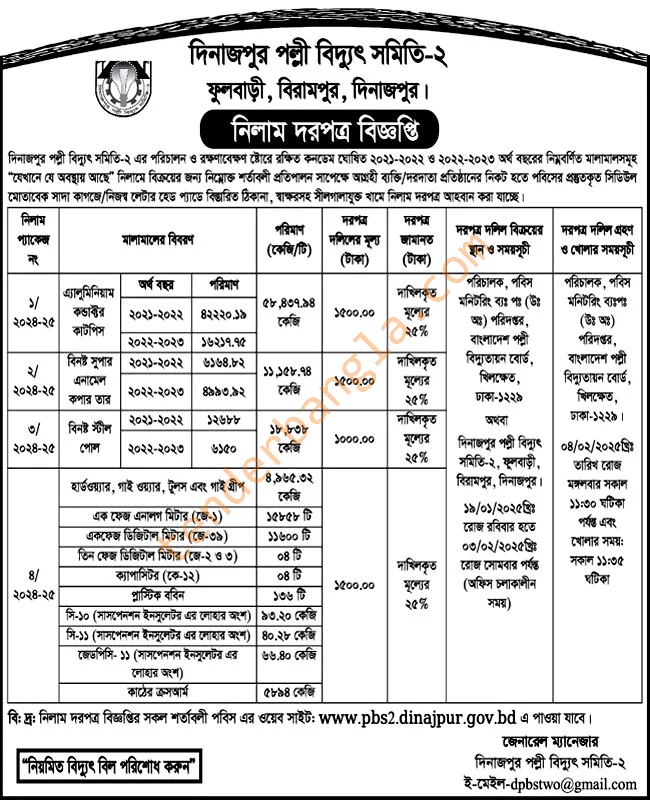 দিনাজপুর পল্লী বিদ্যুৎ সমিতি-২
ফুলবাড়ী, বিরামপুর, দিনাজপুর।
নিলাম দরপত্র বিজ্ঞপ্তি
দিনাজপুর পল্লী বিদ্যুৎ সমিতি-২ এর পরিচালন ও রক্ষণাবেক্ষণ ষ্টোরে রক্ষিত কনডেম ঘোষিত ২০২১-২০২২ ও ২০২২-২০২৩ অর্থ বছরের নিম্নবর্ণিত মালামালসমূহ
“যেখানে যে অবস্থায় আছে” নিলামে বিক্রয়ের জন্য নিম্নোক্ত শর্তাবলী প্রতিপালন সাপেক্ষে আগ্রহী ব্যক্তি/দরদাতা প্রতিষ্ঠানের নিকট হতে পবিসের প্রস্তুতকৃত সিডিউল
মোতাবেক সাদা কাগজে/নিজস্ব লেটার হেড প্যাডে বিস্তারিত ঠিকানা, স্বাক্ষরসহ সীলগালাযুক্ত খামে নিলাম দরপত্র আহবান করা যাচ্ছে।
নিলাম প্যাকেজ নং
মালামালের বিবরণ
পরিমাণ (কেজি/টি)
দরপত্র দলিলের মূল্য (টাকা)
দরপত্র জামানত (টাকা)
দরপত্র দলিল বিক্রয়ের স্থান ও সময়সূচী
দরপত্র দলিল গ্রহণ ও খোলার সময়সূচী
১/
২০২৪-২৫
এ্যালুমিনিয়াম
কন্ডাক্টর
কাটপিস
অর্থ বছর পরিমাণ
২০২১-২০২২ ৪২২২০.১৯
২০২২-২০২৩ ১৬২১৭.৭৫
৫৮,৪৩৭.৯৪
কেজি
১৫০০.০০
দাখিলকৃত
মূল্যের
২৫%
২/
২০২৪-২৫
বিনষ্ট সুপার
এনামেল
কপার তার
২০২১-২০২২ ৬১৬৪.৮২
২০২২-২০২৩ ৪৯৯৩.৯২
১১,১৫৮.৭৪
কেজি
১৫০০.০০
দাখিলকৃত
মূল্যের
২৫%
৩/
২০২৪-২৫
বিনষ্ট স্টীল
পোল
২০২১-২০২২ ১২৬৮৮
২০২২-২০২৩ ৬১৫০
১৮,৮৩৮
কেজি
১০০০.০০
দাখিলকৃত
মূল্যের
২৫%
৪/
২০২৪-২৫
হার্ডওয়্যার, গাই ওয়্যার, টুলস এবং গাই গ্রীপ ৪,৯৬৫.৩২ কেজি
এক ফেজ এনালগ মিটার (জে-১) ১৫৮৫৮ টি
একফেজ ডিজিটাল মিটার (জে-৩৯) ১১৬০০ টি
তিন ফেজ ডিজিটাল মিটার (জে-২ ও ৩) ০৪ টি
ক্যাপাসিটর (কে-১২) ০৪ টি
প্লাস্টিক ববিন ১৩৬ টি
সি-১০ (সাসপেনশন ইনসুলেটর এর লোহার অংশ) ৯৩.২০ কেজি
সি-১১ (সাসপেনশন ইনসুলেটর এর লোহার অংশ) ৪০.২৮ কেজি
জেডপিসি- ১১ (সাসপেনশন ইনসুলেটর এর
লোহার অংশ) ৬৬.৪০ কেজি
কাঠের ক্রসআর্ম ৫৮৯৪ কেজি
১৫০০.০০
দাখিলকৃত
মূল্যের
২৫%
পরিচালক, পবিস
মনিটরিং ব্যঃ পঃ (উঃ
অঃ) পরিদপ্তর,
বাংলাদেশ পল্লী
বিদ্যুতায়ন বোর্ড,
খিলক্ষেত,
ঢাকা-১২২৯
অথবা
দিনাজপুর পল্লী বিদ্যুৎ
সমিতি-২, ফুলবাড়ী,
বিরামপুর, দিনাজপুর।
১৯/০১/২০২৫খ্রিঃ
রোজ রবিবার হতে
০৩/০২/২০২৫খ্রিঃ
রোজ সোমবার পর্যন্ত
(অফিস চলাকালীন
সময়)
পরিচালক, পবিস
মনিটরিং ব্যঃপঃ
(উঃ অঃ)
পরিদপ্তর,
বাংলাদেশ পল্লী
বিদ্যুতায়ন বোর্ড,
খিলক্ষেত,
ঢাকা-১২২৯।
০৪/০২/২০২৫খ্রিঃ
তারিখ রোজ
মঙ্গলবার সকাল
১১:৩০ ঘটিকা
পর্যন্ত এবং
খোলার সময়:
সকাল ১১:৩৫
ঘটিকা
tenderbangla.com
বি: দ্র: নিলাম দরপত্র বিজ্ঞপ্তির সকল শর্তাবলী পবিস এর ওয়েব সাইট: www.pbs2.dinajpur.gov.bd এ পাওয়া যাবে।
“নিয়মিত বিদ্যুৎ বিল পরিশোধ করুন”
জেনারেল ম্যানেজার
দিনাজপুর পল্লী বিদ্যুৎ সমিতি-২
ই-মেইল-dpbstwo@gmail.com